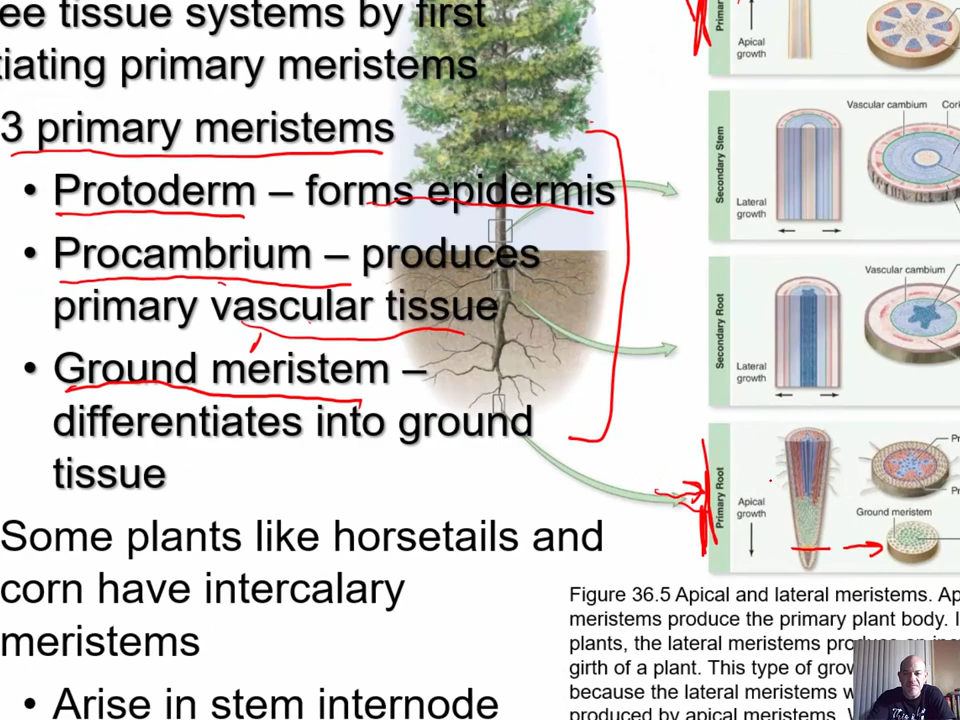 ee tissue systems by first
tiating primary meristems
3 primary meristems
• Protoderm – forms epidermis
• Procambrium – produces
primary vascular tissue
• Ground meristem –
differentiates into ground
tissue
Some plants like horsetails and
corn have intercalary
meristems
• Arise in stem internode
Primary
Apical
growth
Secondary Stem
Lateral
growth
Vascular cambium
Secondary Root
Lateral
growth
Vascular cambium
Primary Root
Apical
growth
Ground meristem
Figure 36.5 Apical and lateral meristems. Ap
meristems produce the primary plant body. I
plants, the lateral meristems
girth of a plant. This type of grow
because the lateral meristems w
produced by apical meristems.